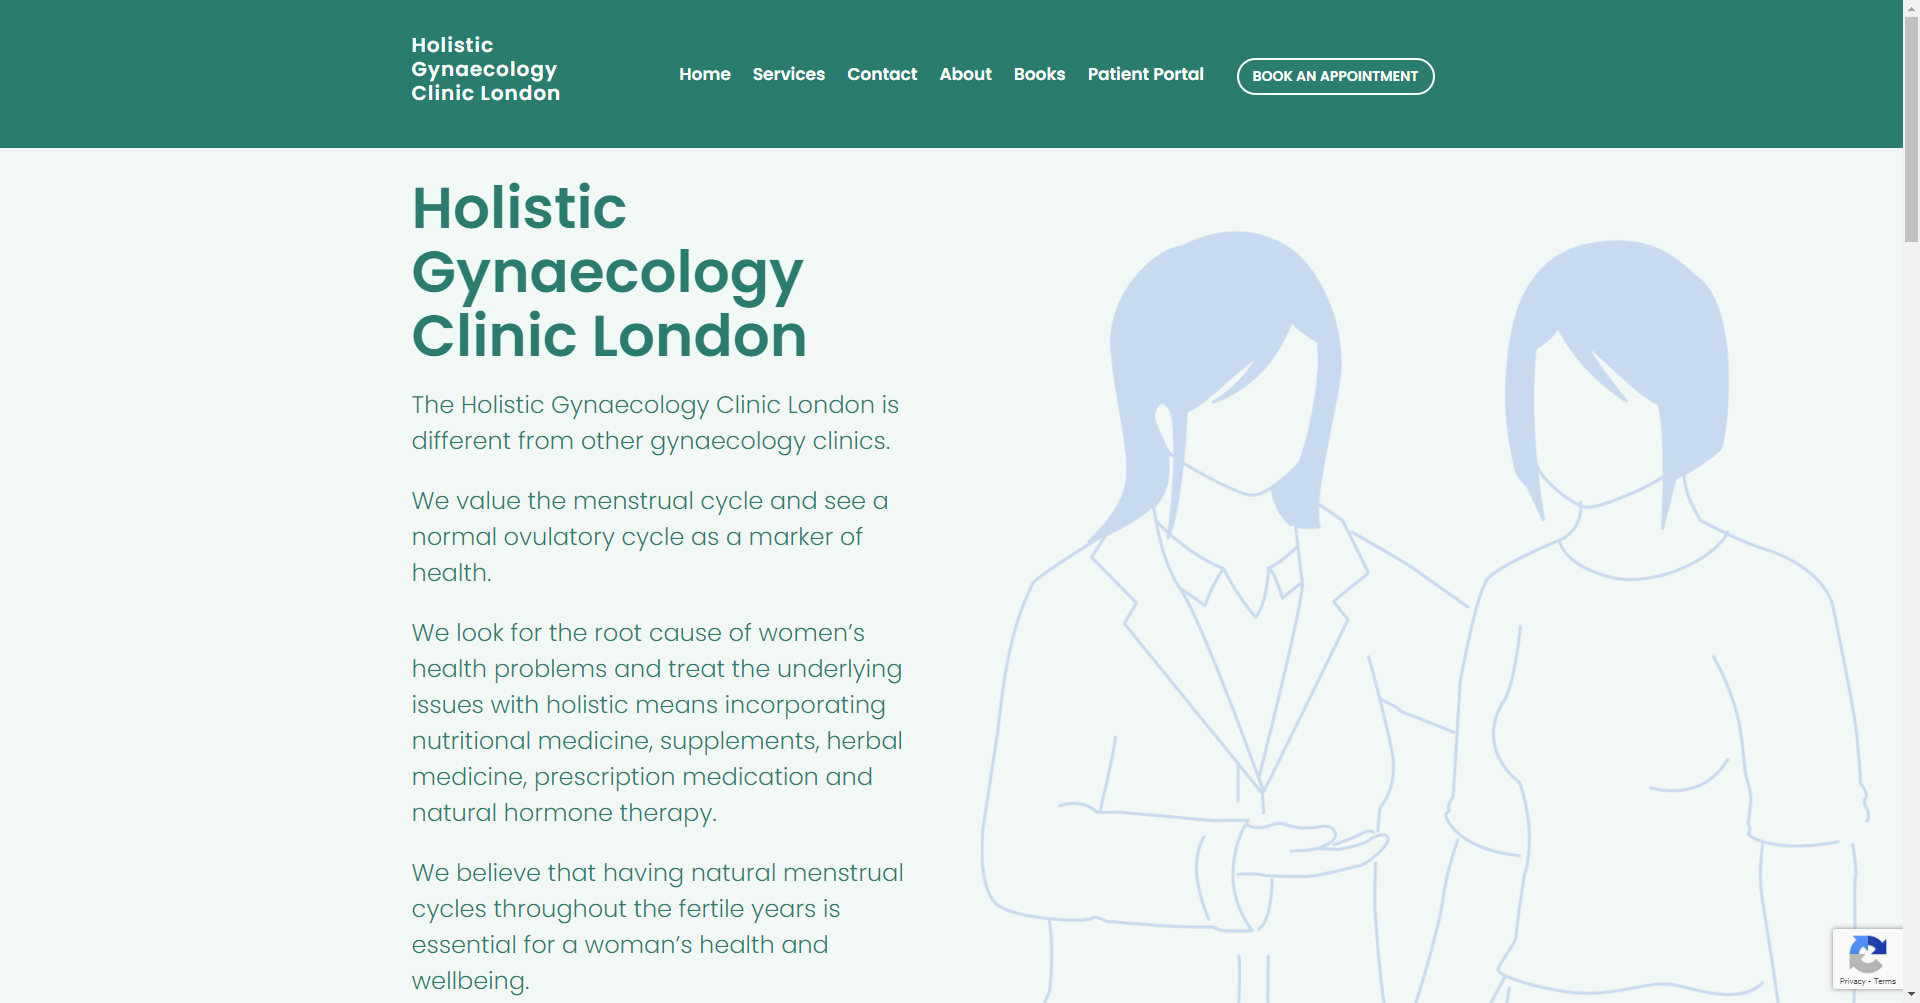 Holistic
Gynaecology
Clinic London
Home Services Contact About Books Patient Portal BOOK AN APPOINTMENT
Holistic
Gynaecology
Clinic London
The Holistic Gynaecology Clinic London is
different from other gynaecology clinics.
We value the menstrual cycle and see a
normal ovulatory cycle as a marker of
health.
We look for the root cause of women’s
health problems and treat the underlying
issues with holistic means incorporating
nutritional medicine, supplements, herbal
medicine, prescription medication and
natural hormone therapy.
We believe that having natural menstrual
cycles throughout the fertile years is
essential for a woman’s health and
wellbeing.
Privacy - Terms